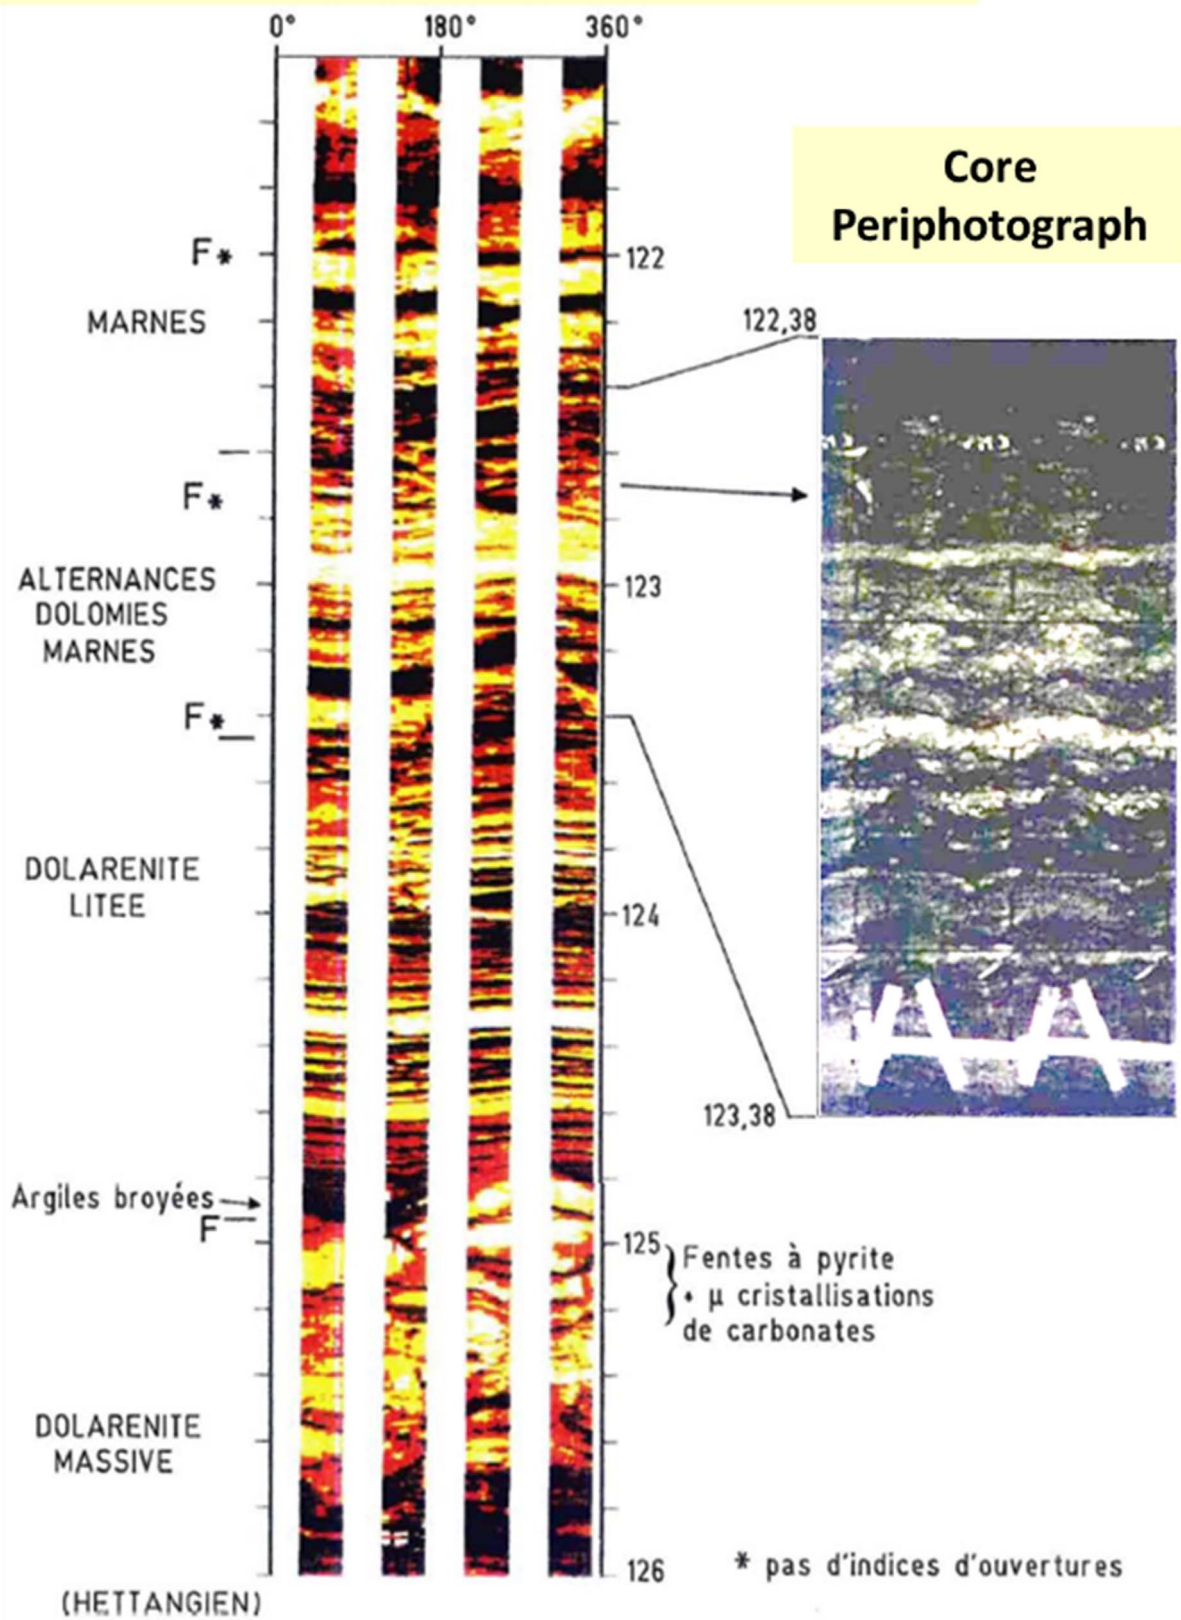 0° 180° 360°
Core
Periphotograph
F*
122
MARNES
122,38
F*
ALTERNANCES
DOLOMIES
MARNES
123
F*
DOLARENITE
LITEE
124
123,38
Argiles broyées
F
125
Fentes à pyrite
• µ cristallisations
de carbonates
DOLARENITE
MASSIVE
126
* pas d'indices d'ouvertures
(HETTANGIEN)